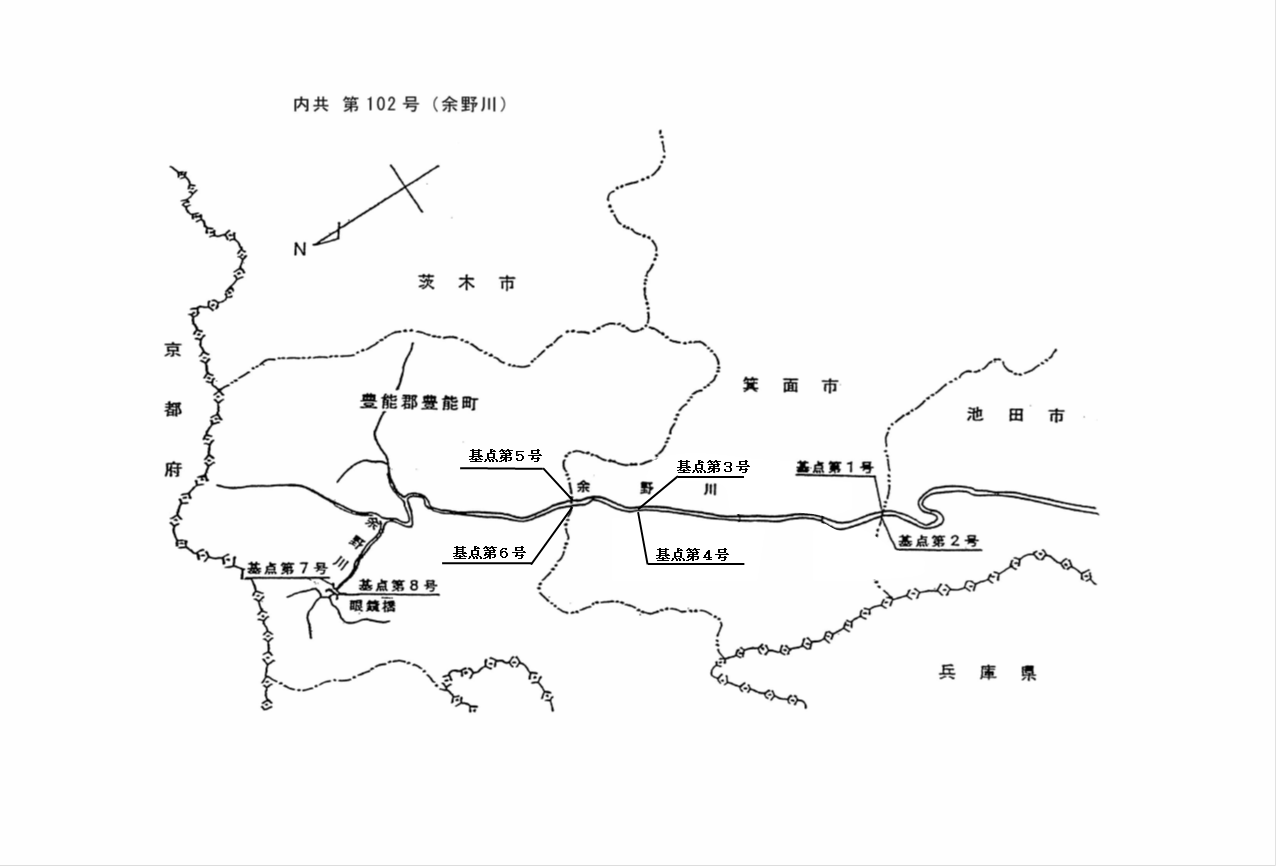 内共 第102号（余野川）
N
茨木市
京都府
箕面市
池田市
豊能郡豊能町
基点第5号
基点第3号
基点第1号
余野川
基点第2号
基点第6号
基点第4号
余野川
基点第7号
基点第8号
眼鏡橋
兵庫県